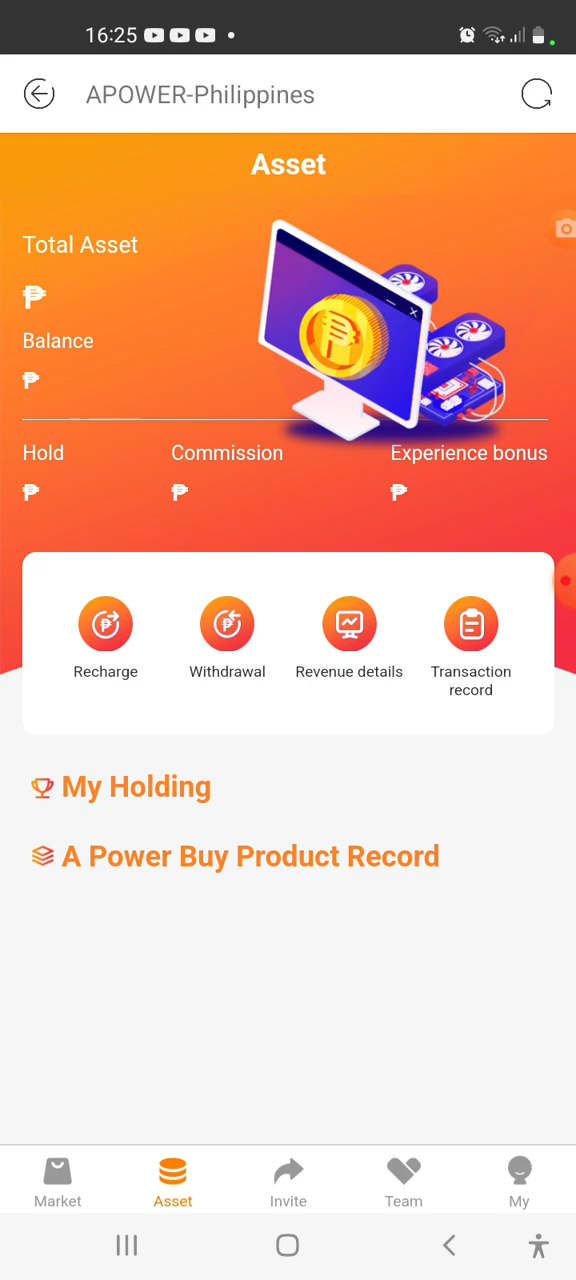 16:25
APOWER-Philippines
Asset
Total Asset
₱
Balance
₱
Hold Commission Experience bonus
₱ ₱ ₱
Recharge Withdrawal Revenue details Transaction record
My Holding
A Power Buy Product Record
Market Asset Invite Team My